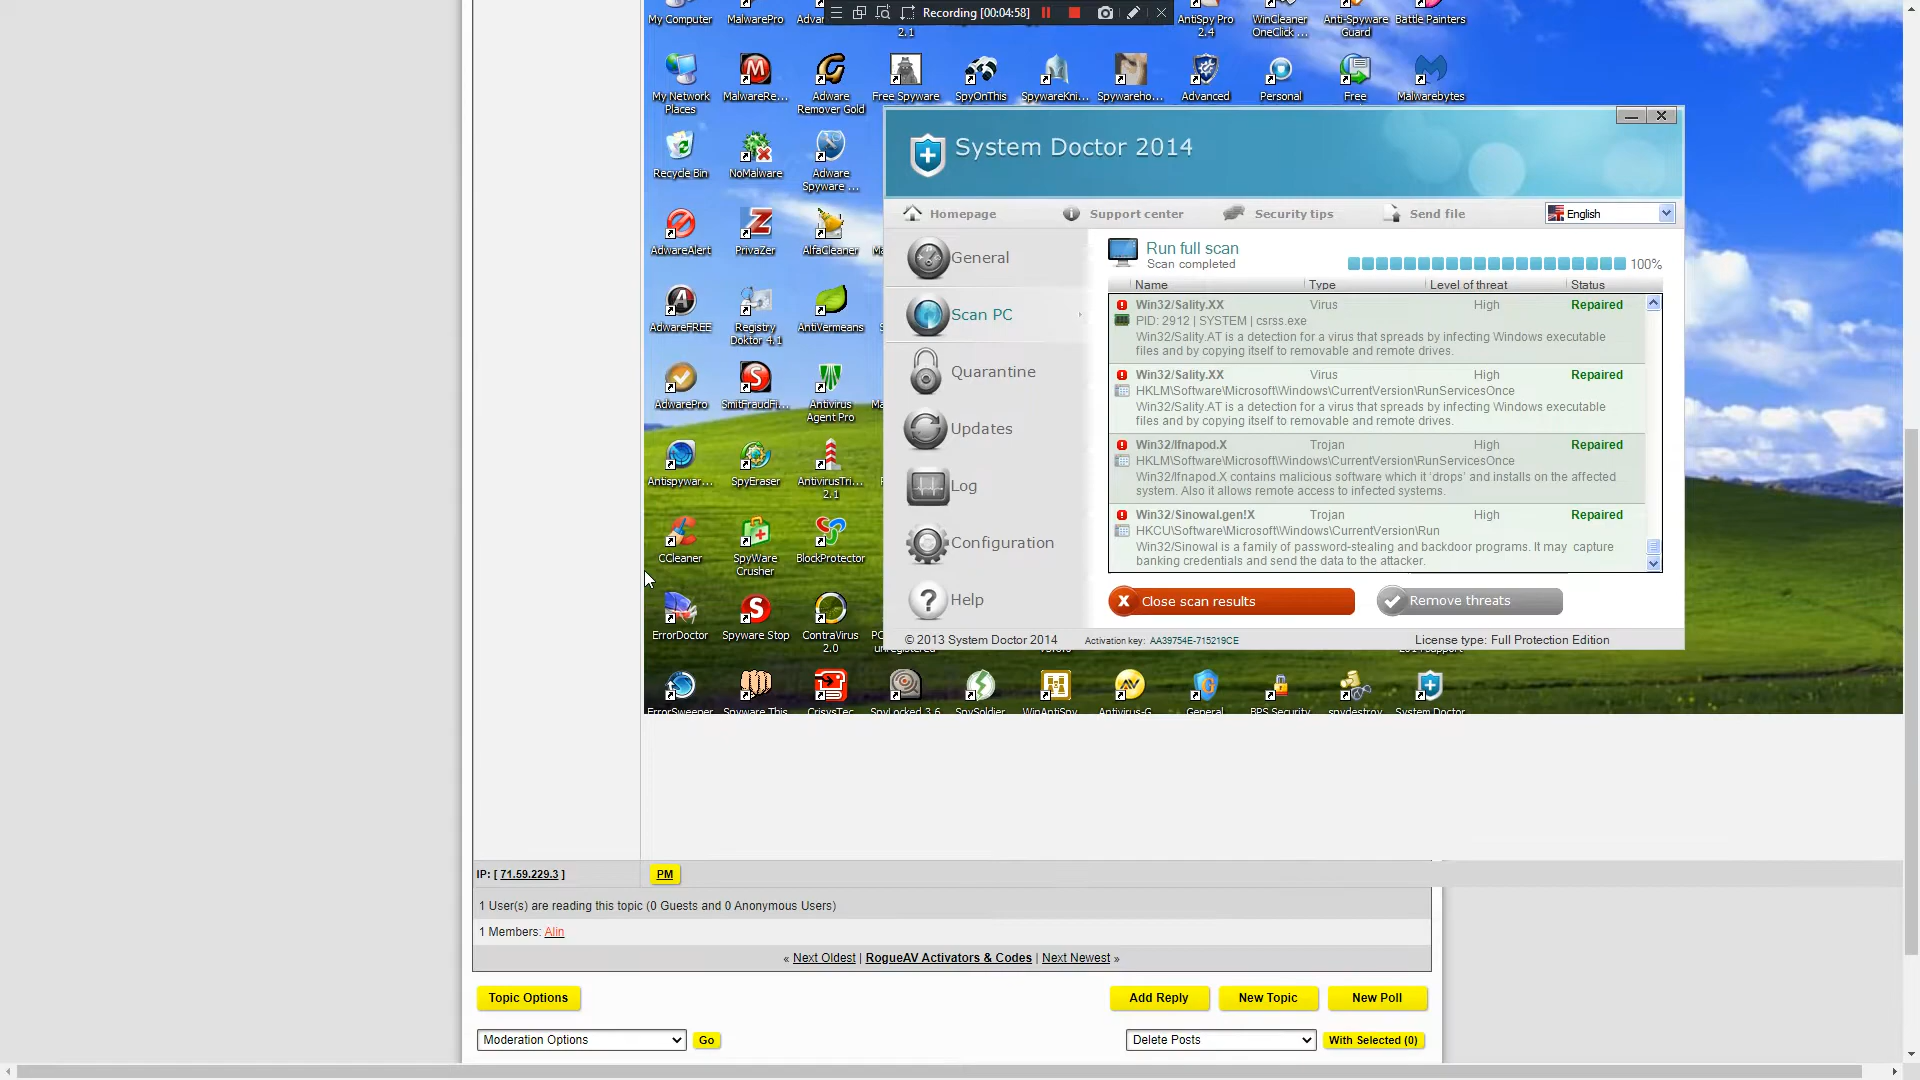 Recording [00:04:58]
My Computer
MalwarePro
2.1
AntiSpy Pro
2.4
WinCleaner
OneClick ...
Anti-Spyware
Guard
Battle Painters
My Network
Places
MalwareRe...
Adware
Remover Gold
Free Spyware
SpyOnThis
SpywareKni...
Spywareho...
Advanced
Personal
Free
Malwarebytes
Recycle Bin
NoMalware
Adware
Spyware ...
AdwareAlert
PrivaZer
AlfaCleaner
AdwareFREE
Registry
Doktor 4.1
AntiVermeans
AdwarePro
SmitFraudFi...
Antivirus
Agent Pro
Antispywar...
SpyEraser
AntivirusTri...
2.1
CCleaner
SpyWare
Crusher
BlockProtector
ErrorDoctor
Spyware Stop
ContraVirus
2.0
ErrorSweeper
Spyware This
CrisysTec
SpyLocked 3.6
SpySoldier
WinAntiSpy
Antivirus-G
General
BPS Security
spydestroy
System Doctor
System Doctor 2014
Homepage
Support center
Security tips
Send file
English
General
Scan PC
Quarantine
Updates
Log
Configuration
Help
Run full scan
Scan completed
100%
Name Type Level of threat Status
Win32/Sality.XX Virus High Repaired
PID: 2912 | SYSTEM | csrss.exe
Win32/Sality.AT is a detection for a virus that spreads by infecting Windows executable
files and by copying itself to removable and remote drives.
Win32/Sality.XX Virus High Repaired
HKLM\Software\Microsoft\Windows\CurrentVersion\RunServicesOnce
Win32/Sality.AT is a detection for a virus that spreads by infecting Windows executable
files and by copying itself to removable and remote drives.
Win32/Ifnapod.X Trojan High Repaired
HKLM\Software\Microsoft\Windows\CurrentVersion\RunServicesOnce
Win32/Ifnapod.X contains malicious software which it 'drops' and installs on the affected
system. Also it allows remote access to infected systems.
Win32/Sinowal.gen!X Trojan High Repaired
HKCU\Software\Microsoft\Windows\CurrentVersion\Run
Win32/Sinowal is a family of password-stealing and backdoor programs. It may capture
banking credentials and send the data to the attacker.
Close scan results
Remove threats
© 2013 System Doctor 2014
Activation key: AA39754E-715219CE
License type: Full Protection Edition
IP: [ 71.59.229.3 ]
PM
1 User(s) are reading this topic (0 Guests and 0 Anonymous Users)
1 Members: Alin
« Next Oldest | RogueAV Activators & Codes | Next Newest »
Topic Options
Add Reply
New Topic
New Poll
Moderation Options
Go
Delete Posts
With Selected (0)